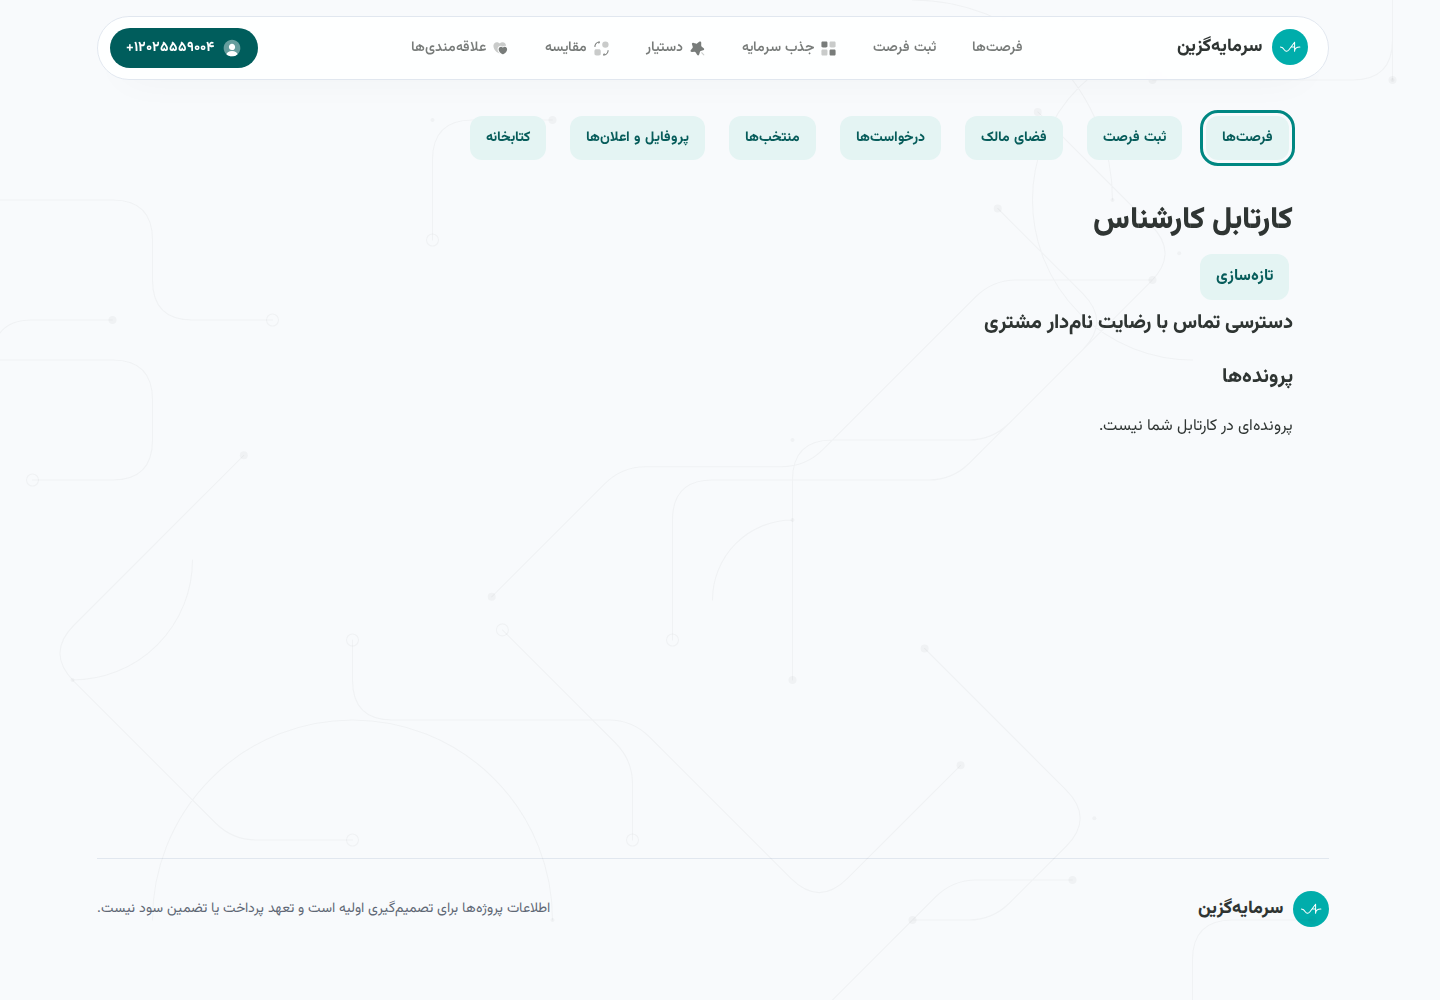 سرمایه‌گزین
فرصت‌ها
ثبت فرصت
جذب سرمایه
دستیار
مقایسه
علاقه‌مندی‌ها
+۱۲۰۲۵۵۵۹۰۰۴
فرصت‌ها
ثبت فرصت
فضای مالک
درخواست‌ها
منتخب‌ها
پروفایل و اعلان‌ها
کتابخانه
کارتابل کارشناس
تازه‌سازی
دسترسی تماس با رضایت نام‌دار مشتری
پرونده‌ها
پرونده‌ای در کارتابل شما نیست.
سرمایه‌گزین
اطلاعات پروژه‌ها برای تصمیم‌گیری اولیه است و تعهد پرداخت یا تضمین سود نیست.